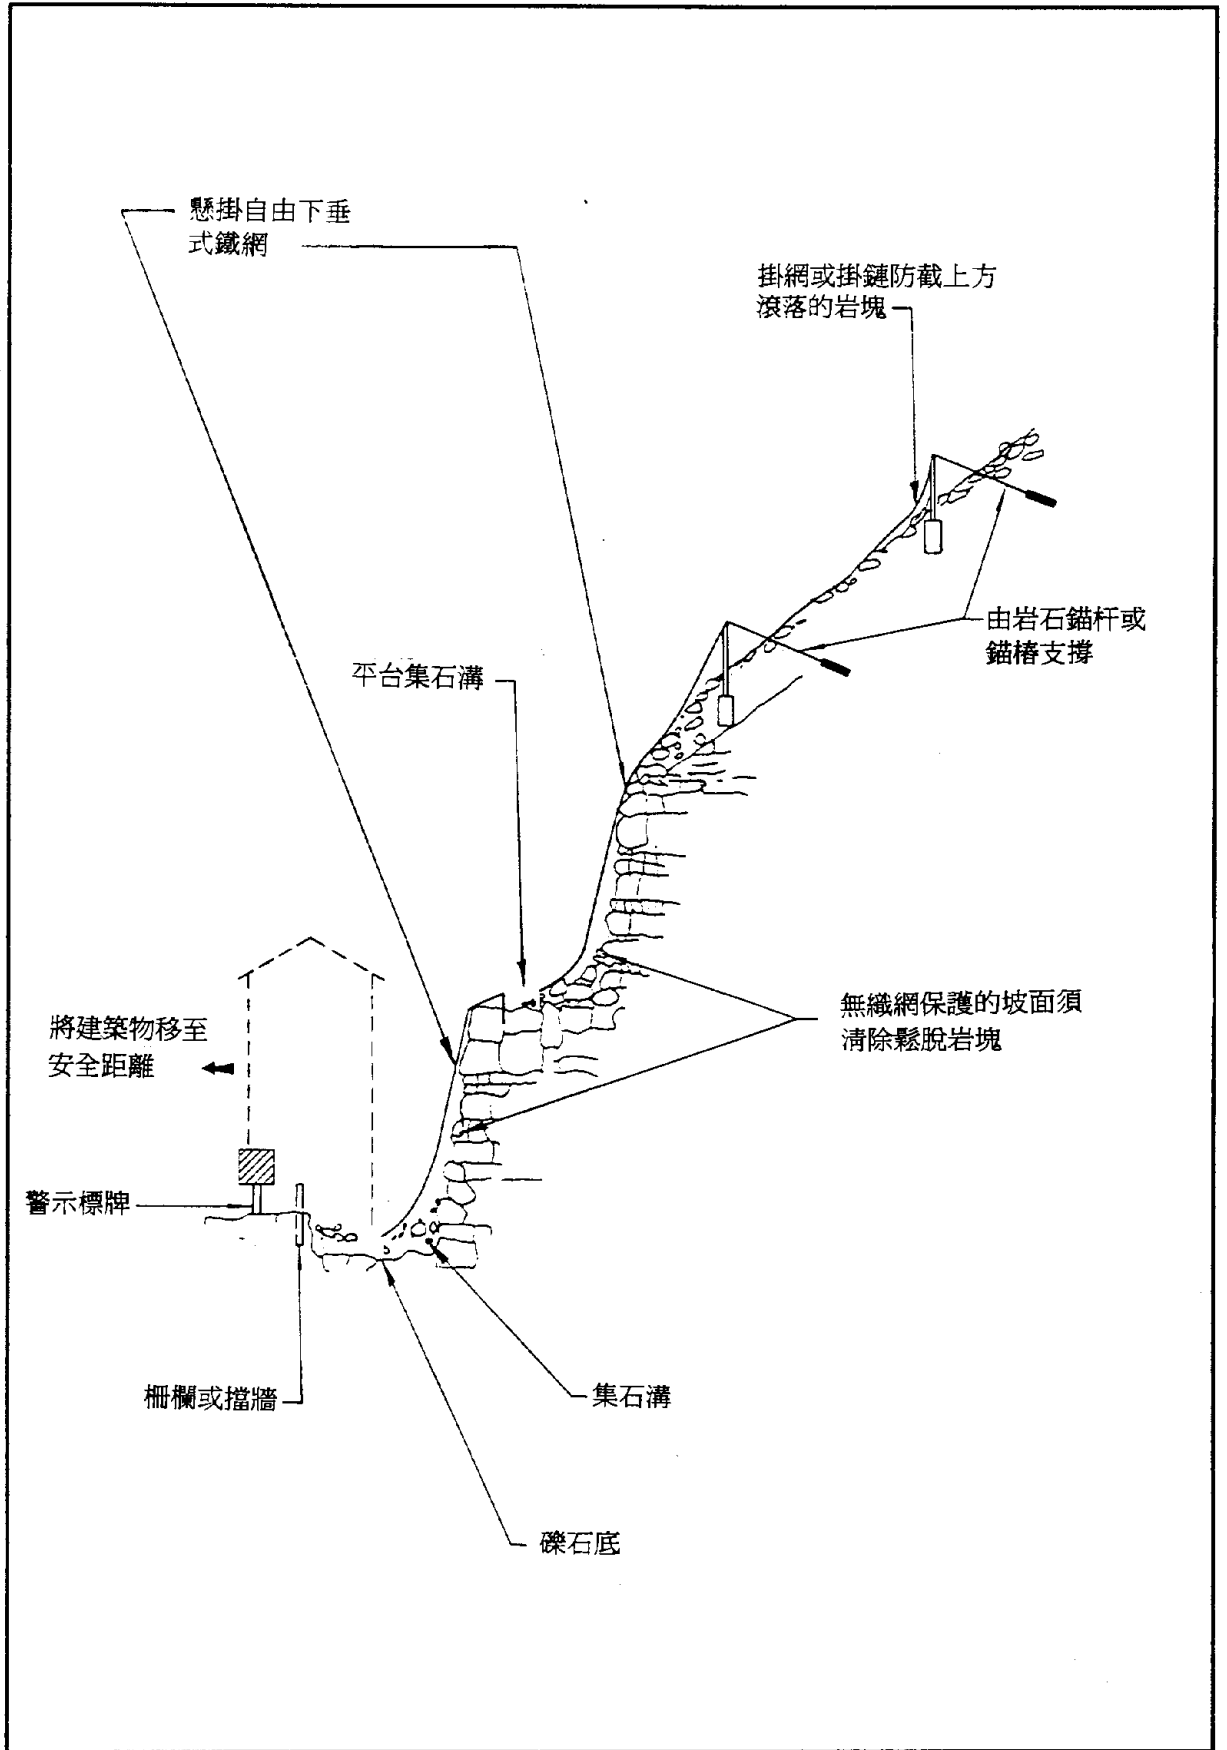 懸掛自由下垂
式鐵網
掛網或掛鏈防截上方
滾落的岩塊
由岩石錨杆或
錨樁支撐
平台集石溝
無織網保護的坡面須
清除鬆脫岩塊
將建築物移至
安全距離
警示標牌
柵欄或擋牆
集石溝
礫石底